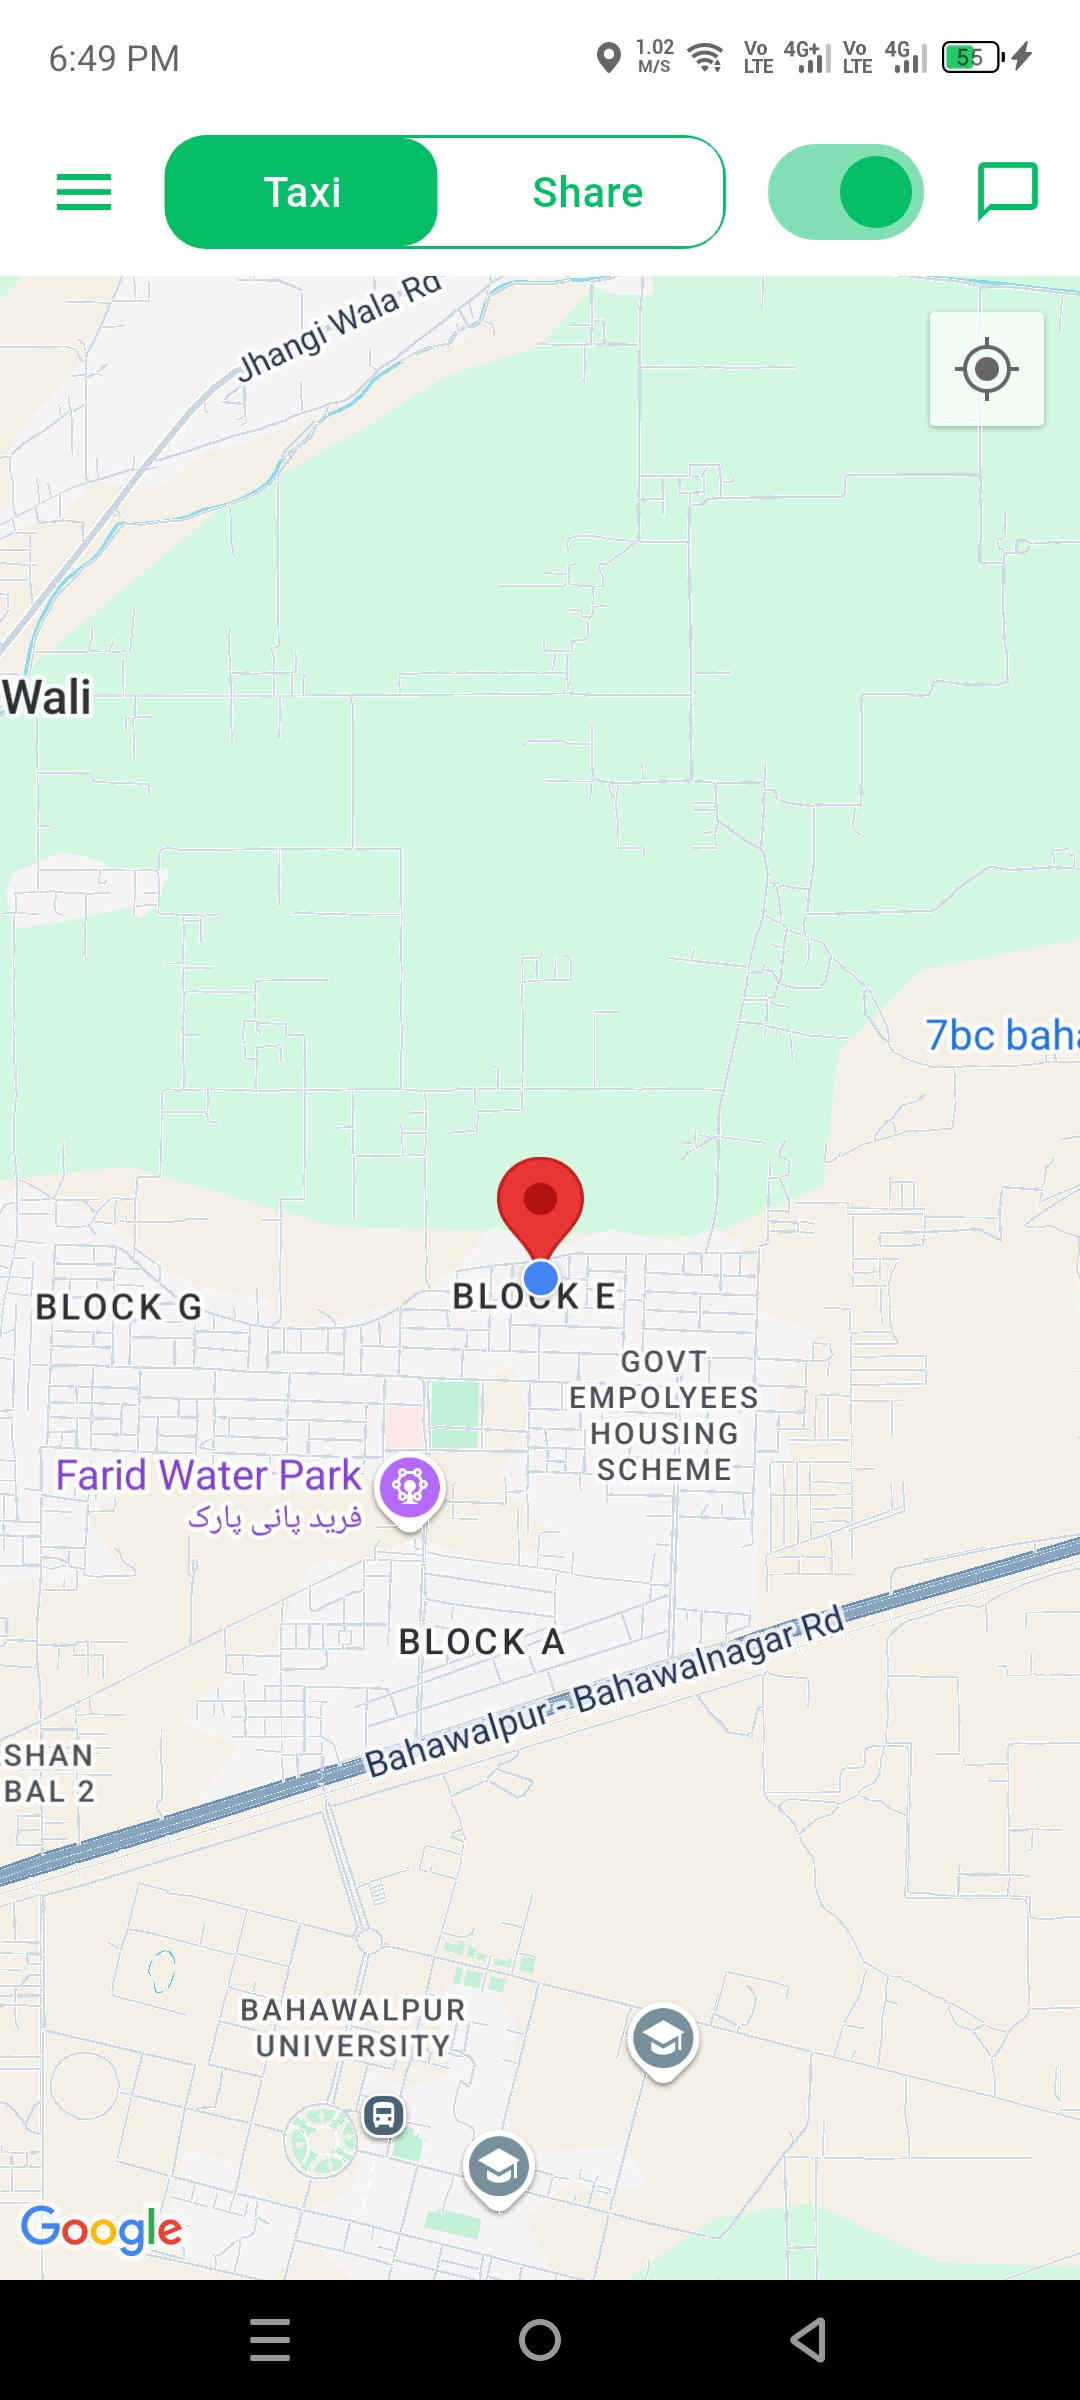 6:49 PM
1.02
M/S
Vo
LTE
4G+
Vo
LTE
4G
55
Taxi
Share
Jhangi Wala Rd
Wali
7bc baha
BLOCK G
BLOCK E
GOVT
EMPOLYEES
HOUSING
SCHEME
Farid Water Park
فرید پانی پارک
BLOCK A
Bahawalpur - Bahawalnagar Rd
SHAN
BAL 2
BAHAWALPUR
UNIVERSITY
Google